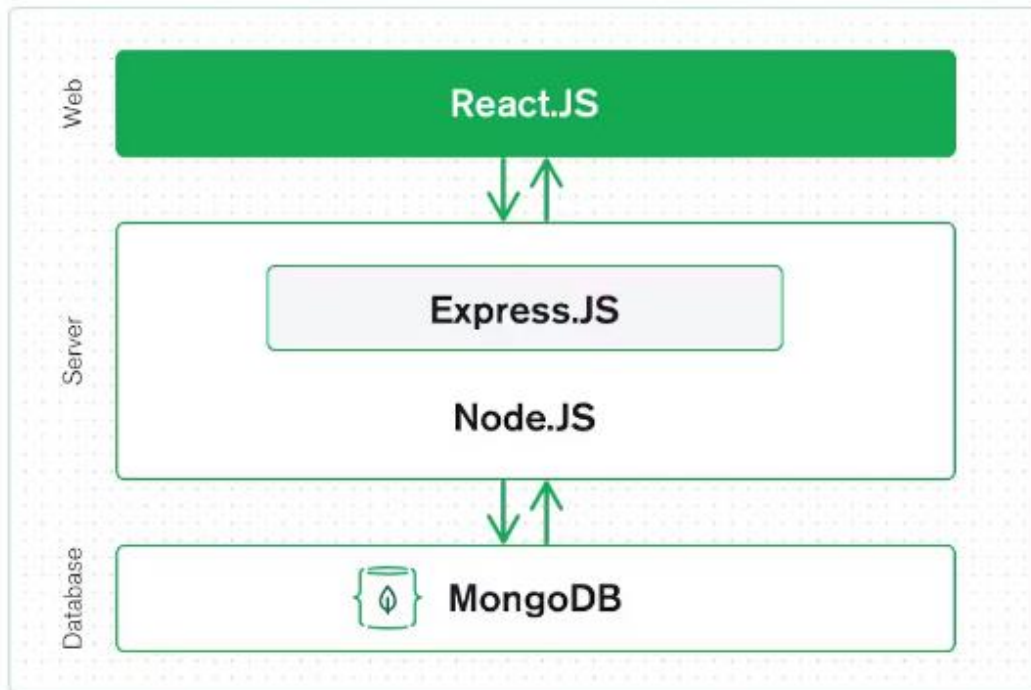 Web
React.JS
Server
Express.JS
Node.JS
Database
MongoDB